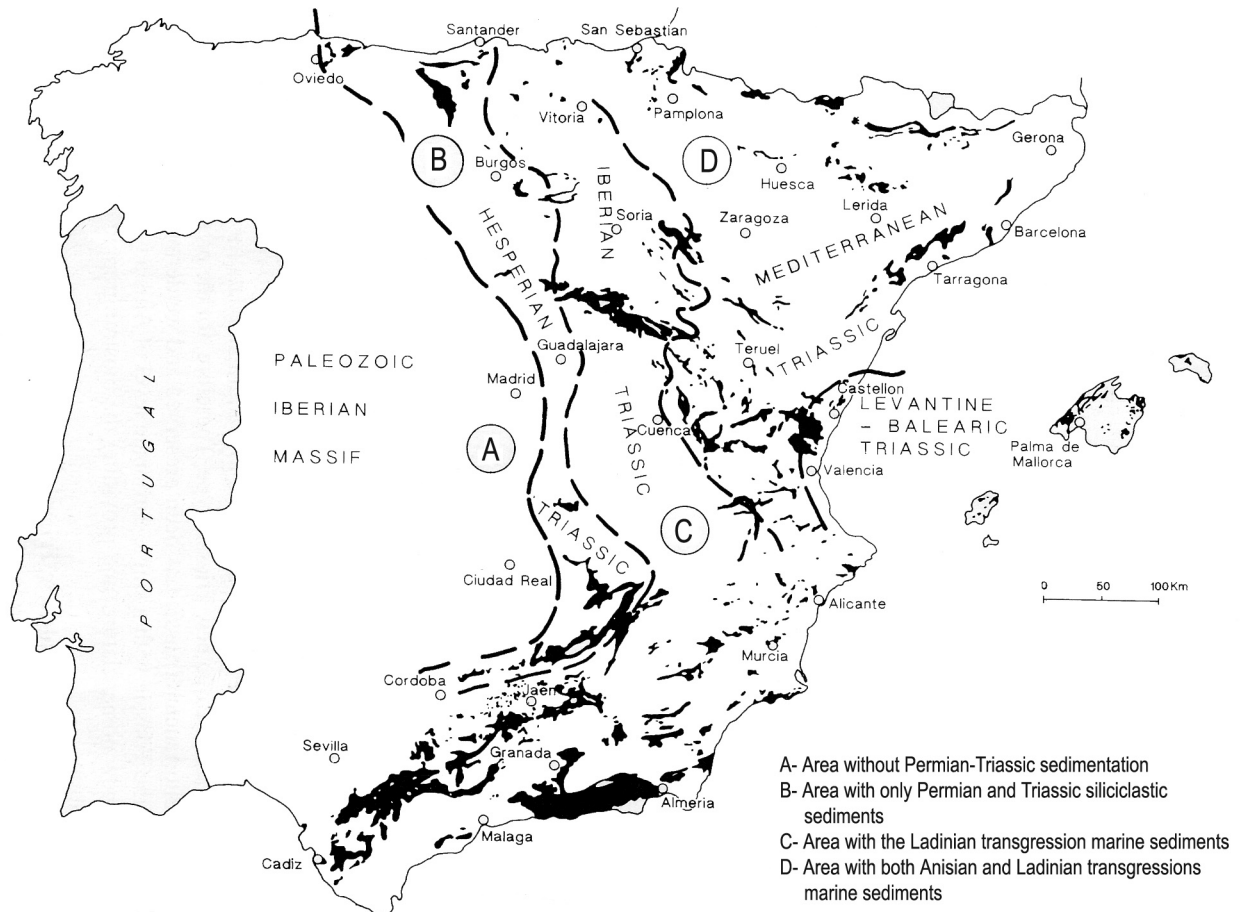 Santander
San Sebastian
Oviedo
Vitoria
Pamplona
Gerona
B
D
Burgos
Huesca
HESPERIAN
IBERIAN
Soria
Zaragoza
Lerida
Barcelona
MEDITERRANEAN
Tarragona
Guadalajara
Teruel
TRIASSIC
PALEOZOIC
IBERIAN
MASSIF
Madrid
Castellon
LEVANTINE
– BALEARIC
TRIASSIC
PORTUGAL
TRIASSIC
Cuenca
Palma de
Mallorca
A
Valencia
TRIASSIC
C
Ciudad Real
0 50 100 Km
Alicante
Murcia
Cordoba
Jaen
Sevilla
Granada
Almeria
Malaga
Cadiz
A- Area without Permian-Triassic sedimentation
B- Area with only Permian and Triassic siliciclastic
sediments
C- Area with the Ladinian transgression marine sediments
D- Area with both Anisian and Ladinian transgressions
marine sediments